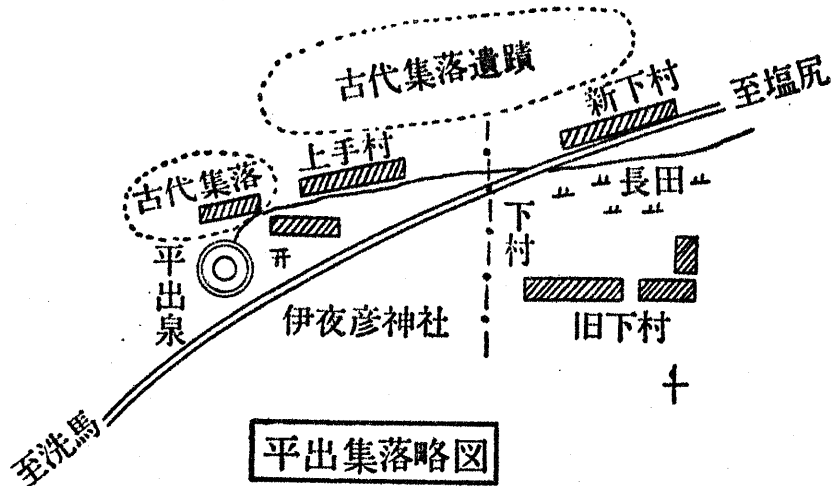 古代集落遺蹟
新下村
至塩尻
上手村
古代集落
長田
下村
平出泉
伊夜彦神社
旧下村
至洗馬
平出集落略図